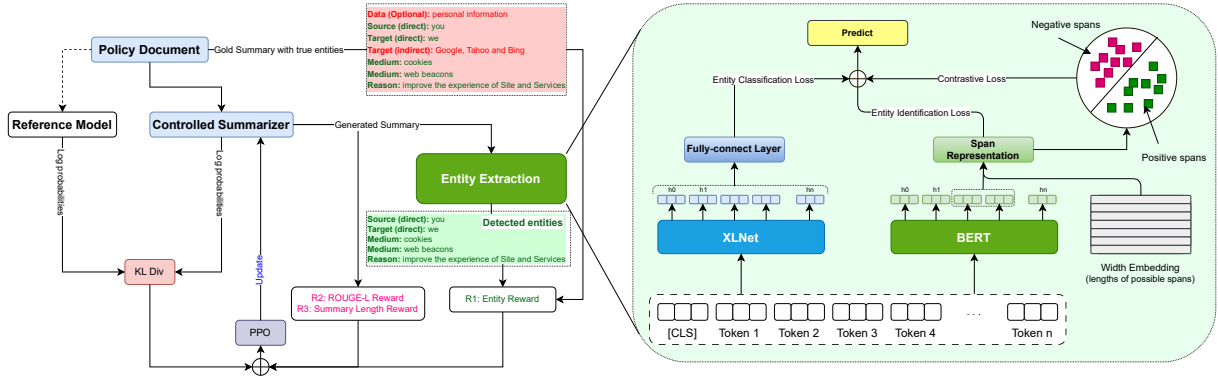 Policy Document
Gold Summary with true entities
Data (Optional): personal information
Source (direct): you
Target (direct): we
Target (indirect): Google, Tahoo and Bing
Medium: cookies
Medium: web beacons
Reason: improve the experience of Site and Services
Reference Model
Controlled Summarizer
Generated Summary
Log probabilities
Log probabilities
Entity Extraction
Source (direct): you
Detected entities
Target (direct): we
Medium: cookies
Medium: web beacons
Reason: improve the experience of Site and Services
KL Div
Update
R2: ROUGE-L Reward
R3: Summary Length Reward
R1: Entity Reward
PPO
Predict
Negative spans
Entity Classification Loss
Contrastive Loss
Entity Identification Loss
Positive spans
Fully-connect Layer
Span
Representation
h0
h1
hn
h0
h1
hn
XLNet
BERT
Width Embedding
(lengths of possible spans)
[CLS]
Token 1
Token 2
Token 3
Token 4
. . .
Token n